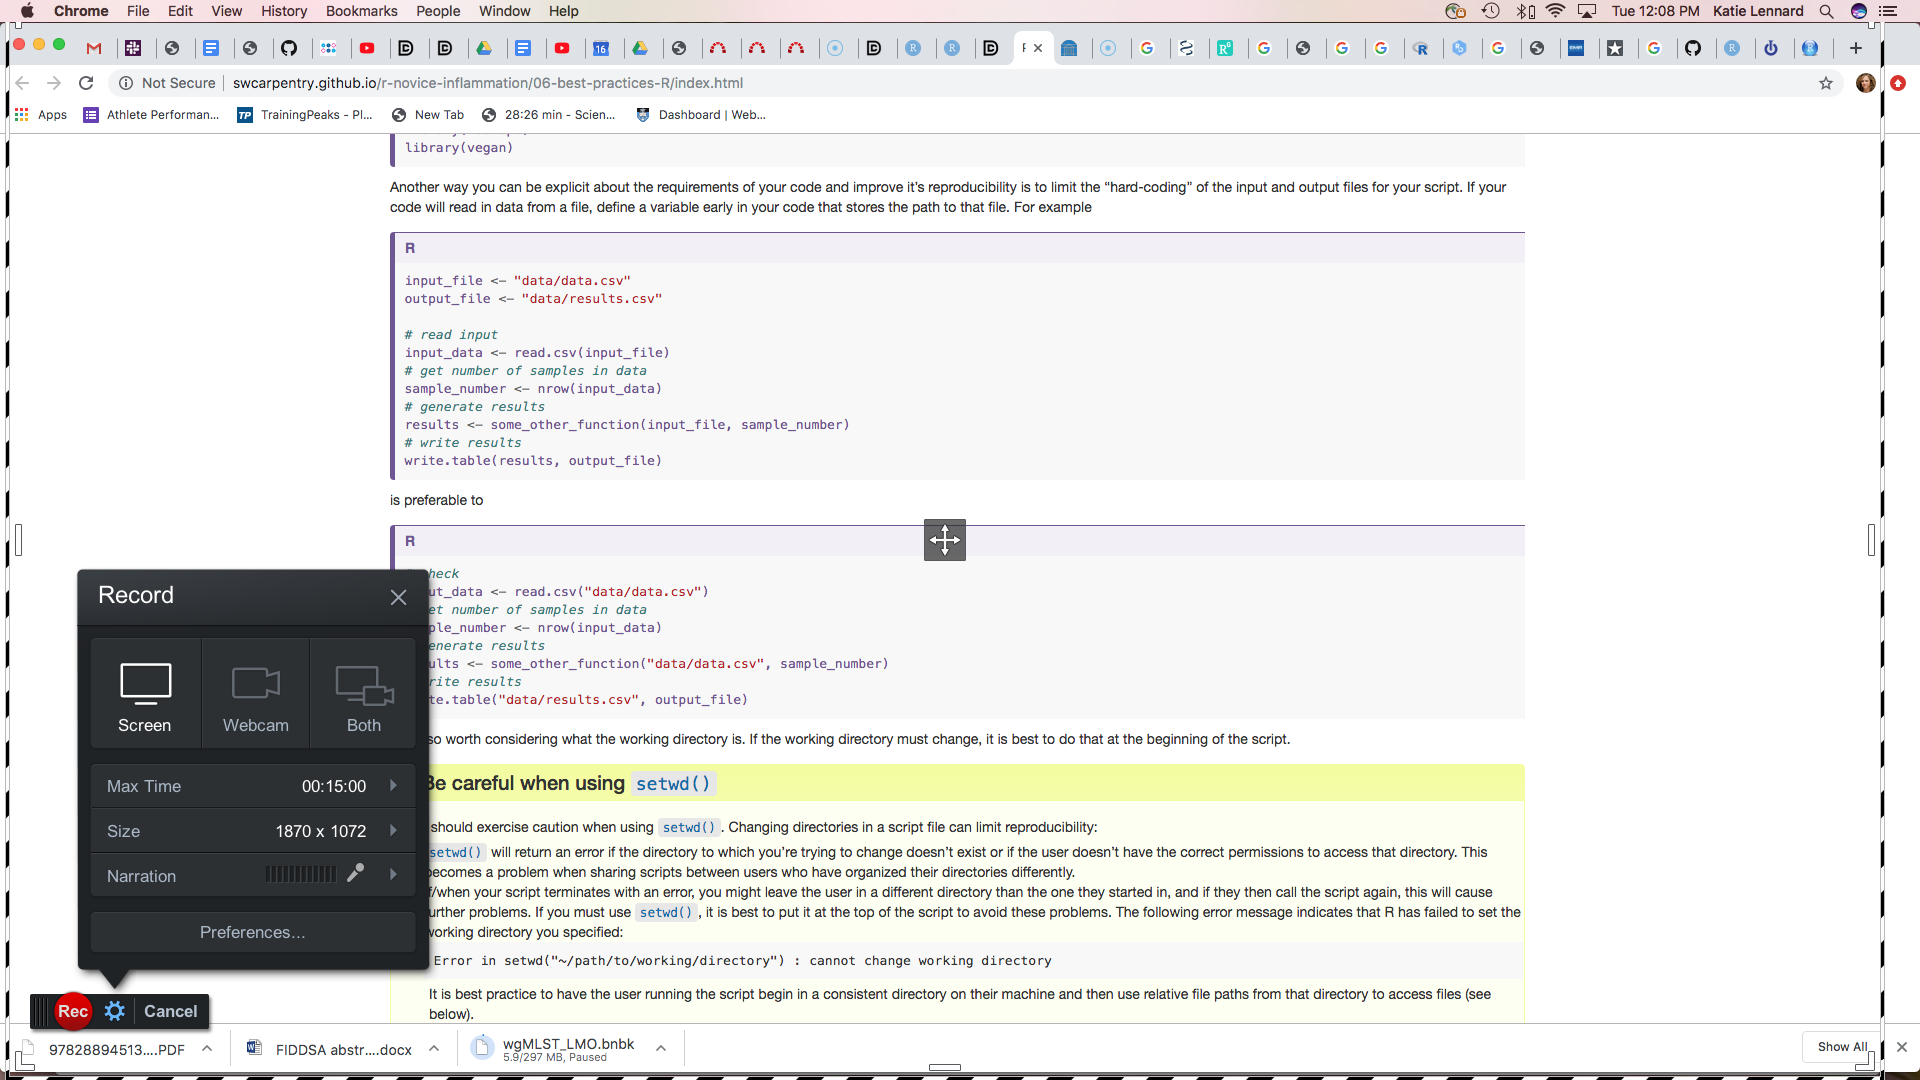 Chrome File Edit View History Bookmarks People Window Help Tue 12:08 PM Katie Lennard
16
Not Secure swcarpentry.github.io/r-novice-inflammation/06-best-practices-R/index.html
Apps Athlete Performan... TrainingPeaks - Pl... New Tab 28:26 min - Scien... Dashboard | Web...
library(vegan)
Another way you can be explicit about the requirements of your code and improve it's reproducibility is to limit the “hard-coding” of the input and output files for your script. If your
code will read in data from a file, define a variable early in your code that stores the path to that file. For example
R
input_file <- "data/data.csv"
output_file <- "data/results.csv"
# read input
input_data <- read.csv(input_file)
# get number of samples in data
sample_number <- nrow(input_data)
# generate results
results <- some_other_function(input_file, sample_number)
# write results
write.table(results, output_file)
is preferable to
R
heck
ut_data <- read.csv("data/data.csv")
et number of samples in data
ple_number <- nrow(input_data)
enerate results
ults <- some_other_function("data/data.csv", sample_number)
rite results
te.table("data/results.csv", output_file)
so worth considering what the working directory is. If the working directory must change, it is best to do that at the beginning of the script.
Be careful when using setwd()
should exercise caution when using setwd(). Changing directories in a script file can limit reproducibility:
setwd() will return an error if the directory to which you're trying to change doesn't exist or if the user doesn't have the correct permissions to access that directory. This
becomes a problem when sharing scripts between users who have organized their directories differently.
f/when your script terminates with an error, you might leave the user in a different directory than the one they started in, and if they then call the script again, this will cause
urther problems. If you must use setwd(), it is best to put it at the top of the script to avoid these problems. The following error message indicates that R has failed to set the
working directory you specified:
Error in setwd("~/path/to/working/directory") : cannot change working directory
It is best practice to have the user running the script begin in a consistent directory on their machine and then use relative file paths from that directory to access files (see
below).
Record
Screen Webcam Both
Max Time 00:15:00
Size 1870 x 1072
Narration
Preferences...
Rec Cancel
97828894513....PDF FIDDSA abstr....docx wgMLST_LMO.bnbk Show All
5.9/297 MB, Paused